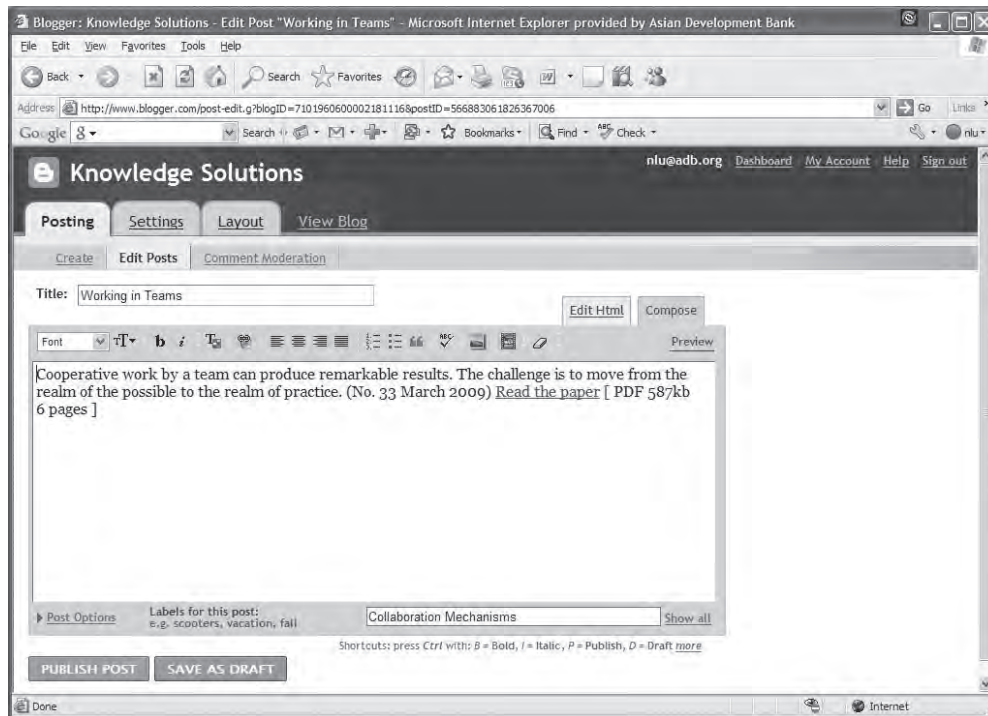 Blogger: Knowledge Solutions - Edit Post "Working in Teams" - Microsoft Internet Explorer provided by Asian Development Bank
File Edit View Favorites Tools Help
Back Search Favorites
Address http://www.blogger.com/post-edit.g?blogID=7101960600002181116&postID=566883061826367006 Go Links
Google Search Bookmarks Find Check nlu
Knowledge Solutions nlu@adb.org Dashboard My Account Help Sign out
Posting Settings Layout View Blog
Create Edit Posts Comment Moderation
Title: Working in Teams
Edit Html Compose
Font b i ABC Preview
Cooperative work by a team can produce remarkable results. The challenge is to move from the
realm of the possible to the realm of practice. (No. 33 March 2009) Read the paper [ PDF 587kb
6 pages ]
Post Options Labels for this post: Collaboration Mechanisms Show all
e.g. scooters, vacation, fall
Shortcuts: press Ctrl with: B = Bold, I = Italic, P = Publish, D = Draft more
PUBLISH POST SAVE AS DRAFT
Done Internet